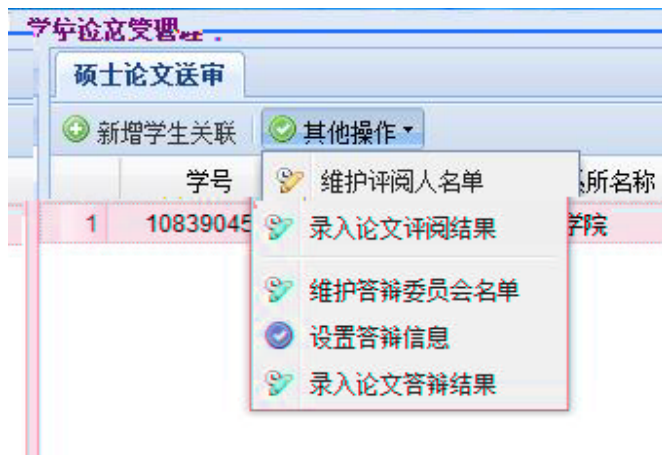 学位论文管理
硕士论文送审
新增学生关联 其他操作
学号 所名称
1 10839045 学院
维护评阅人名单
录入论文评阅结果
维护答辩委员会名单
设置答辩信息
录入论文答辩结果